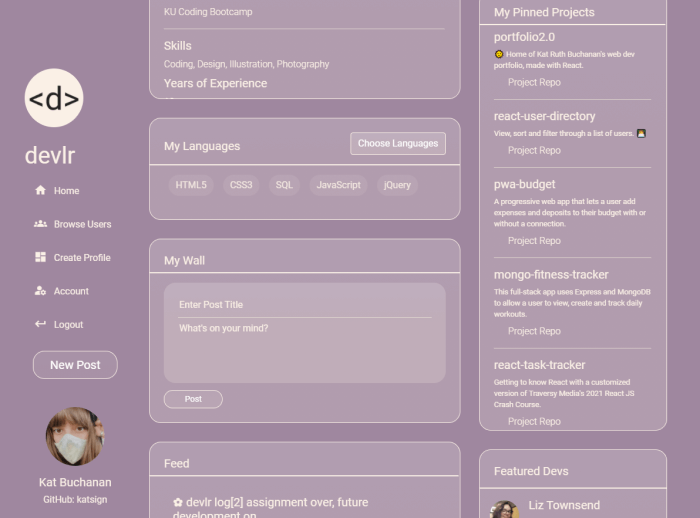 <d>
devlr
Home
Browse Users
Create Profile
Account
Logout
New Post
Kat Buchanan
GitHub: katsign
KU Coding Bootcamp
Skills
Coding, Design, Illustration, Photography
Years of Experience
My Languages
Choose Languages
HTML5
CSS3
SQL
JavaScript
jQuery
My Wall
Enter Post Title
What's on your mind?
Post
Feed
✿ devlr log[2] assignment over, future
development on
My Pinned Projects
portfolio2.0
Home of Kat Ruth Buchanan's web dev
portfolio, made with React.
Project Repo
react-user-directory
View, sort and filter through a list of users.
Project Repo
pwa-budget
A progressive web app that lets a user add
expenses and deposits to their budget with or
without a connection.
Project Repo
mongo-fitness-tracker
This full-stack app uses Express and MongoDB
to allow a user to view, create and track daily
workouts.
Project Repo
react-task-tracker
Getting to know React with a customized
version of Traversy Media's 2021 React JS
Crash Course.
Project Repo
Featured Devs
Liz Townsend